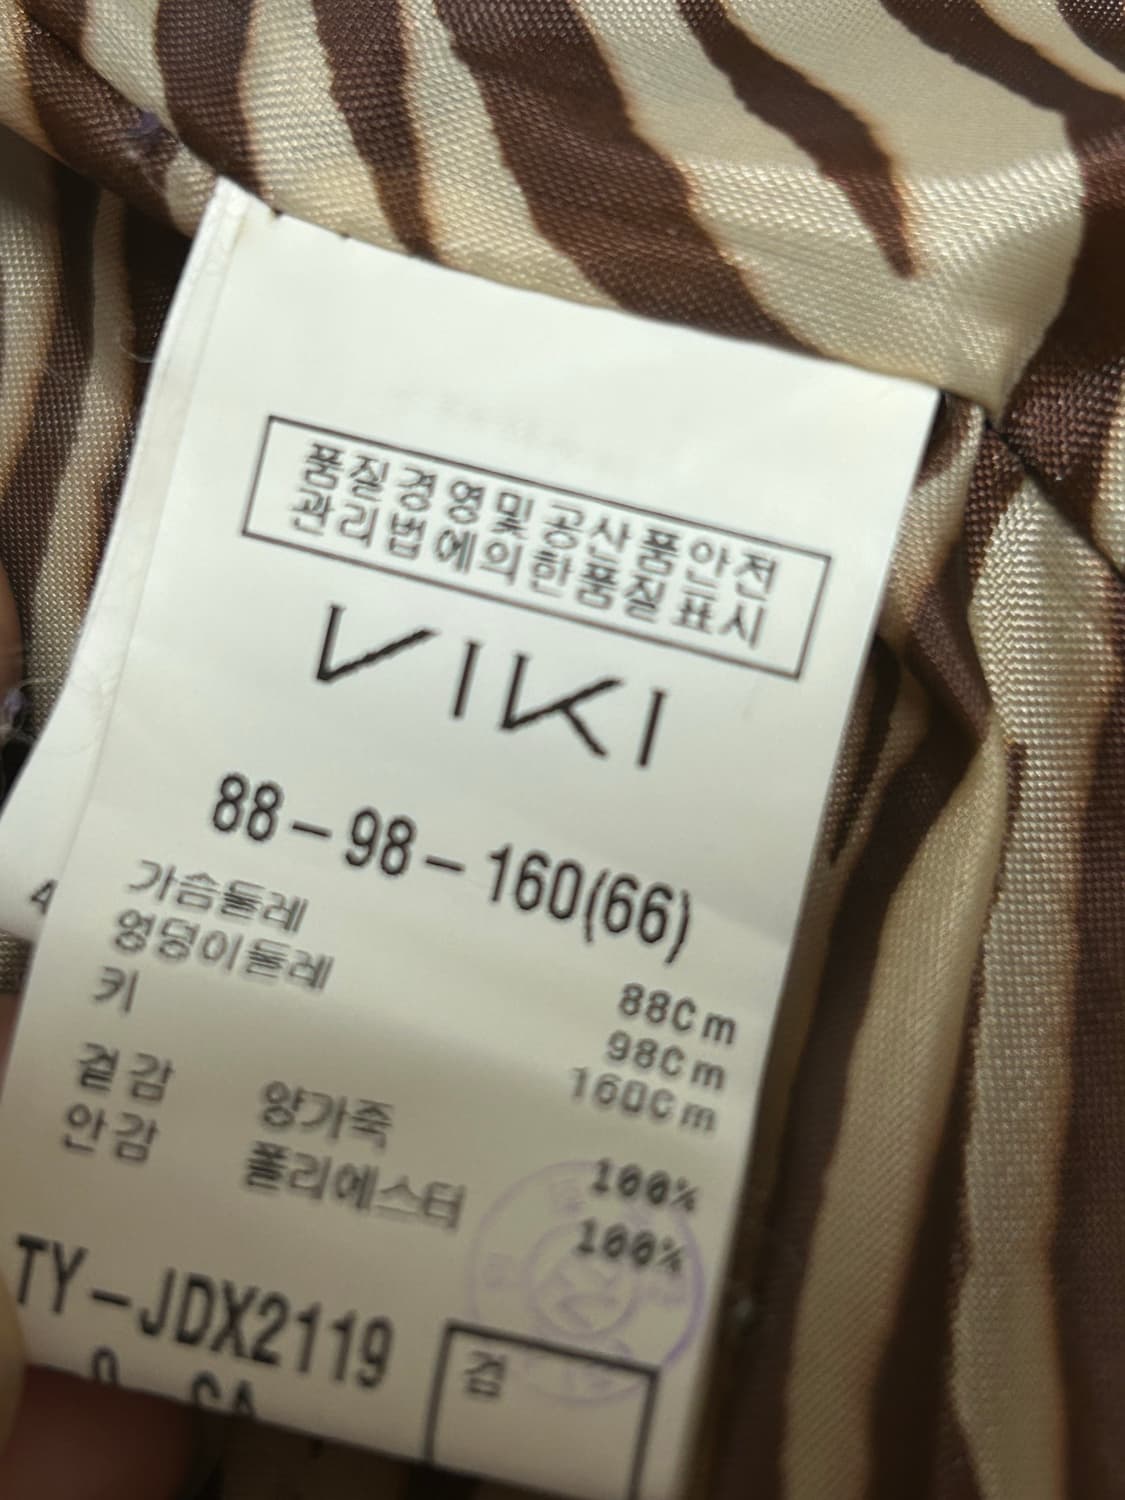 품질경영및공산품안전
관리법에의한품질표시
VIKI
88-98-160(66)
가슴둘레 88Cm
엉덩이둘레 98Cm
키 160Cm
겉감 양가죽 100%
안감 폴리에스터 100%
TY-JDX2119
검
4